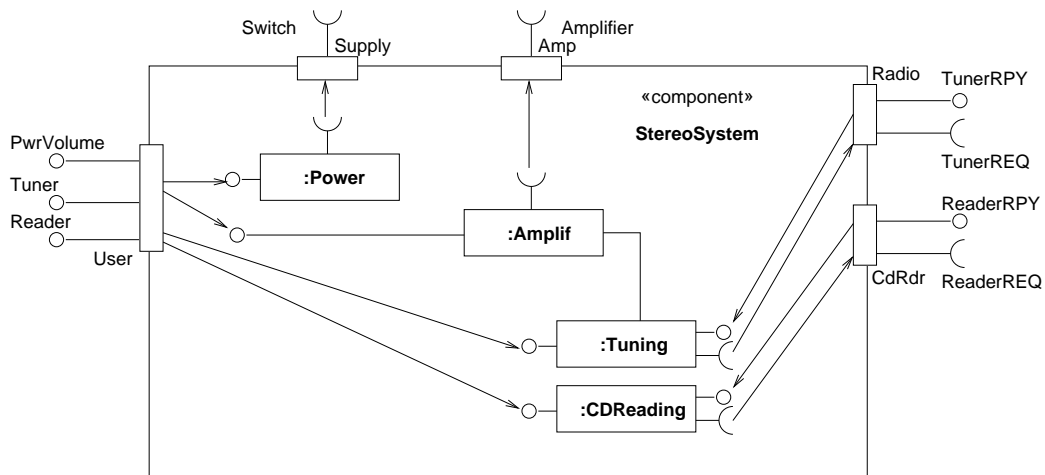 Switch
Supply
Amplifier
Amp
Radio
TunerRPY
«component»
StereoSystem
PwrVolume
TunerREQ
:Power
Tuner
ReaderRPY
Reader
:Amplif
User
CdRdr
ReaderREQ
:Tuning
:CDReading